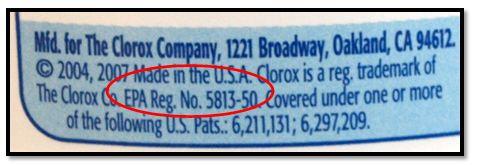 Mfd. for The Clorox Company, 1221 Broadway, Oakland, CA 94612.
© 2004, 2007 Made in the U.S.A. Clorox is a reg. trademark of
The Clorox Co. EPA Reg. No. 5813-50. Covered under one or more
of the following U.S. Pats.: 6,211,131; 6,297,209.